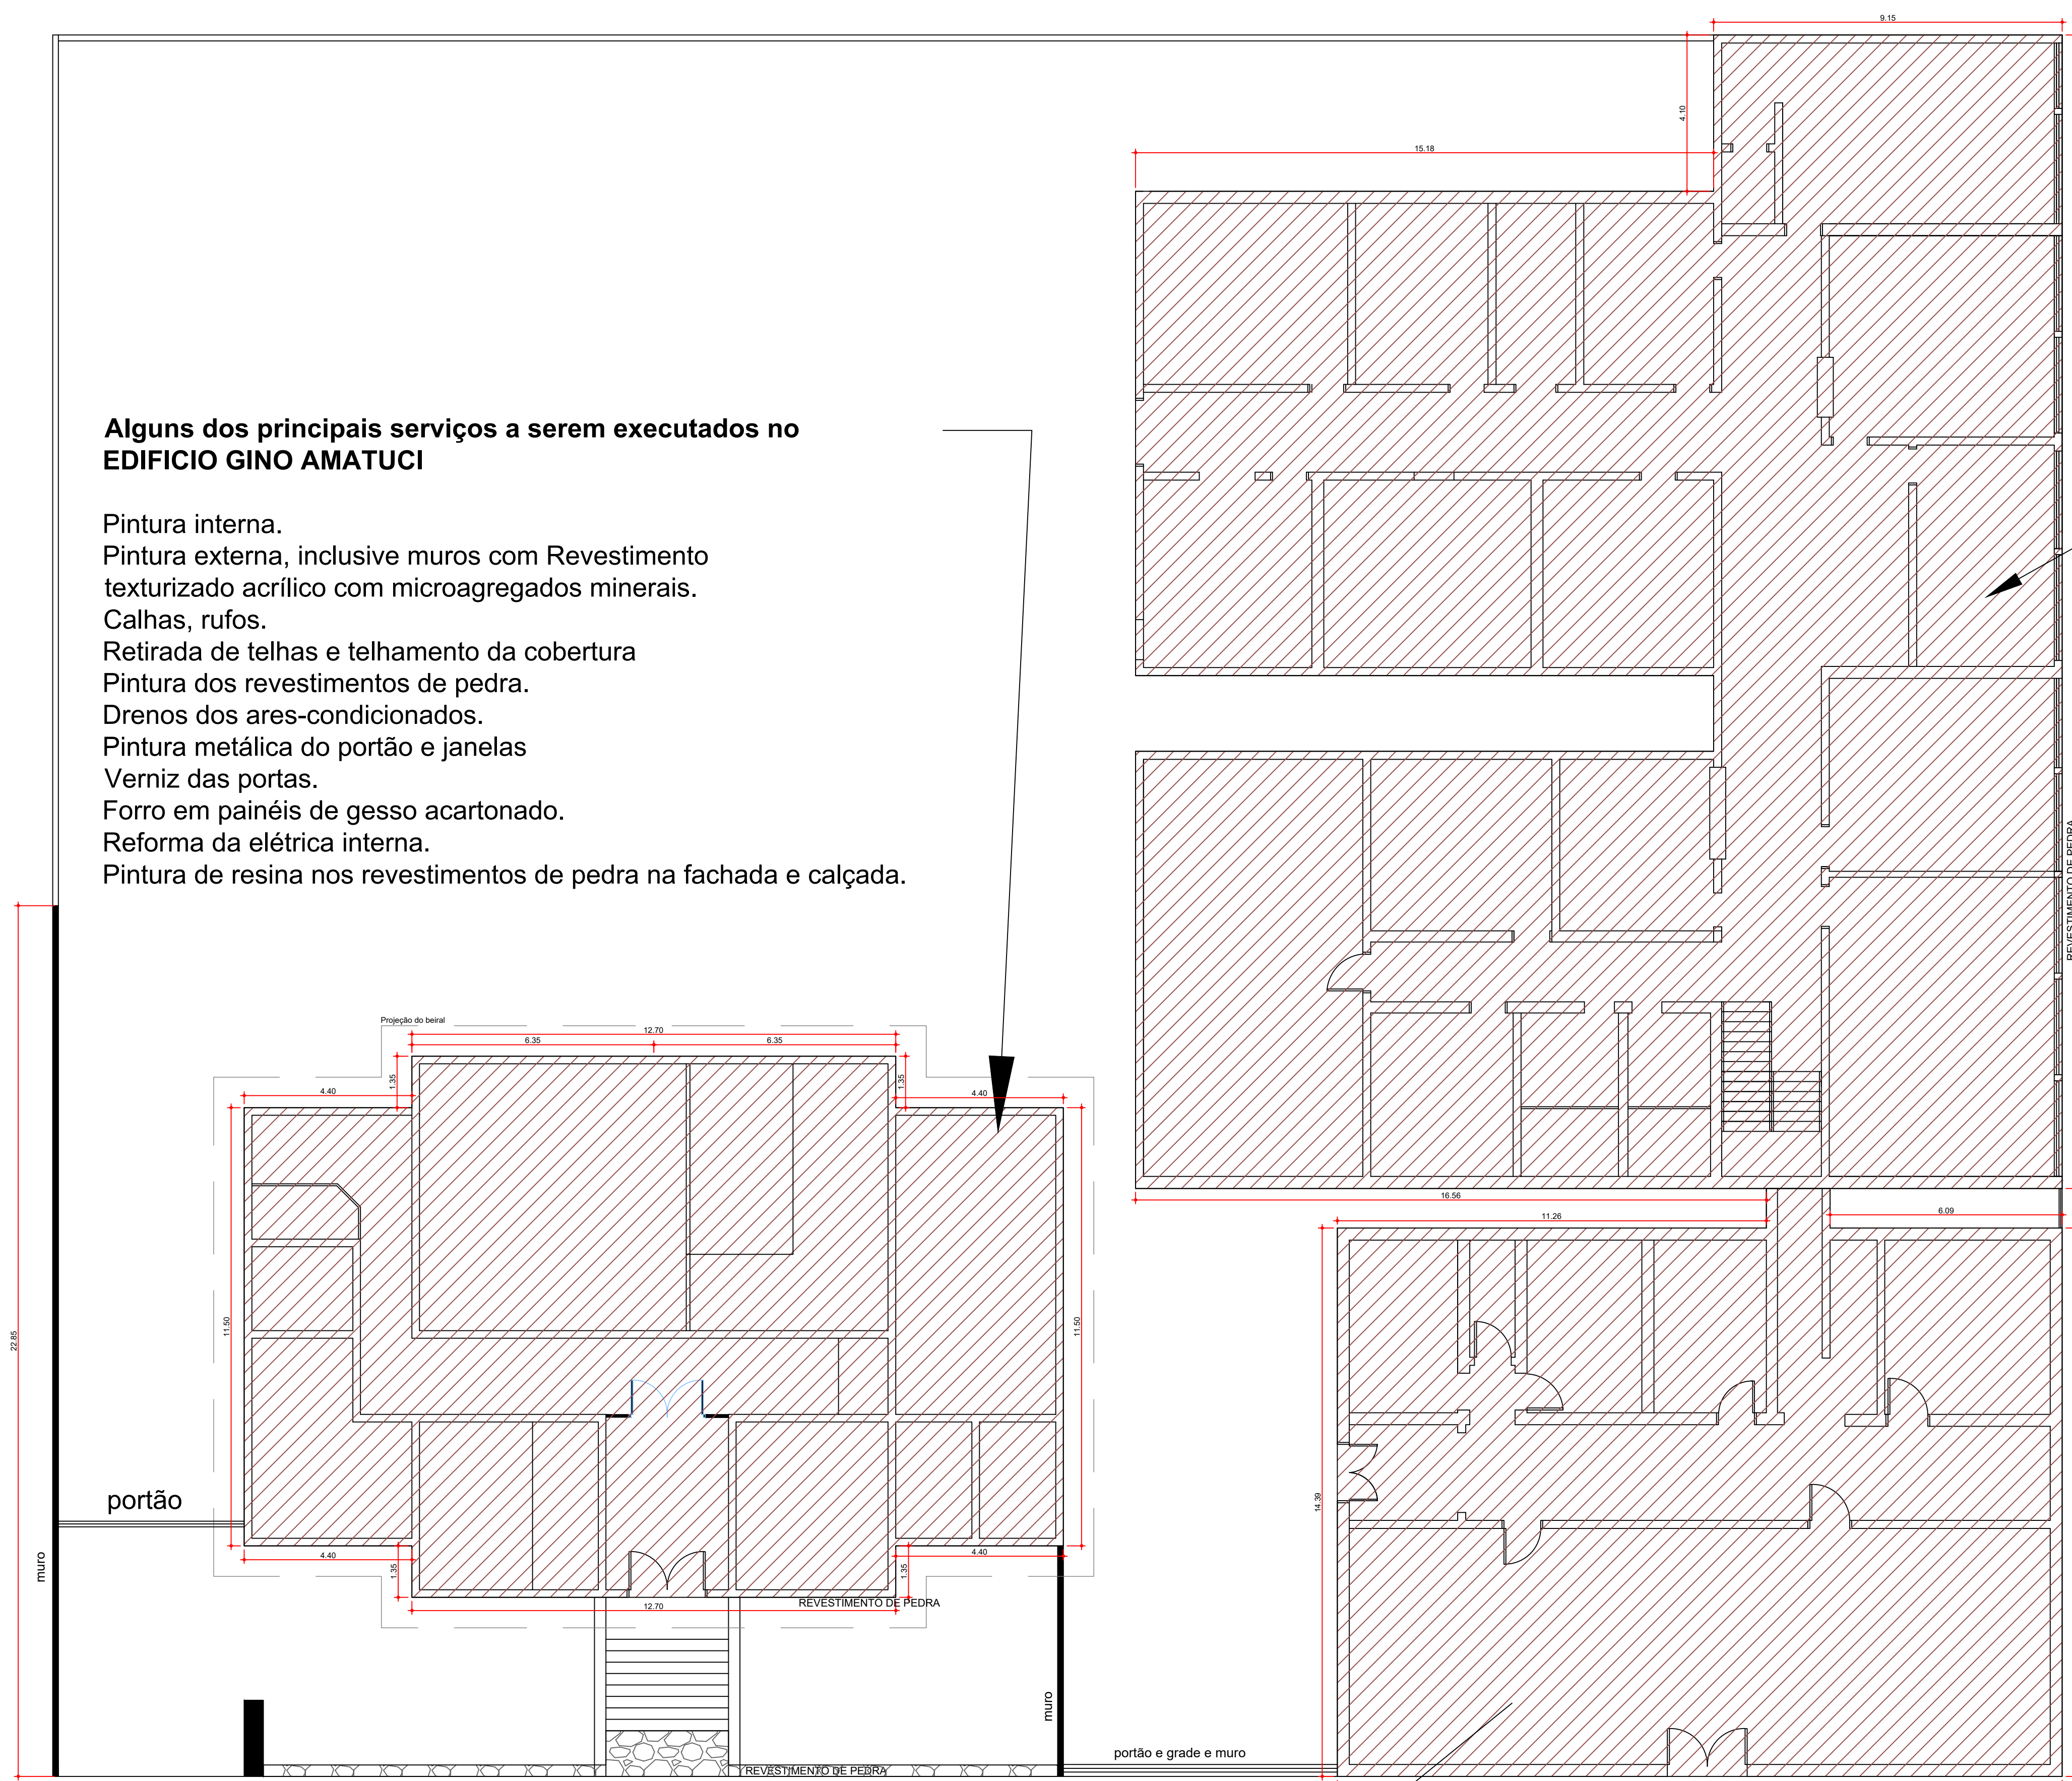 9.15
4.10
15.18
Alguns dos principais serviços a serem executados no
EDIFICIO GINO AMATUCI
Pintura interna.
Pintura externa, inclusive muros com Revestimento
texturizado acrílico com microagregados minerais.
Calhas, rufos.
Retirada de telhas e telhamento da cobertura
Pintura dos revestimentos de pedra.
Drenos dos ares-condicionados.
Pintura metálica do portão e janelas
Verniz das portas.
Forro em painéis de gesso acartonado.
Reforma da elétrica interna.
Pintura de resina nos revestimentos de pedra na fachada e calçada.
REVESTIMENTO DE PEDRA
Projeção do beiral
12.70
6.35
6.35
1.35
1.35
4.40
4.40
16.56
11.26
6.09
22.85
11.50
11.50
14.39
portão
muro
4.40
4.40
1.35
1.35
12.70
REVESTIMENTO DE PEDRA
muro
portão e grade e muro
REVESTIMENTO DE PEDRA